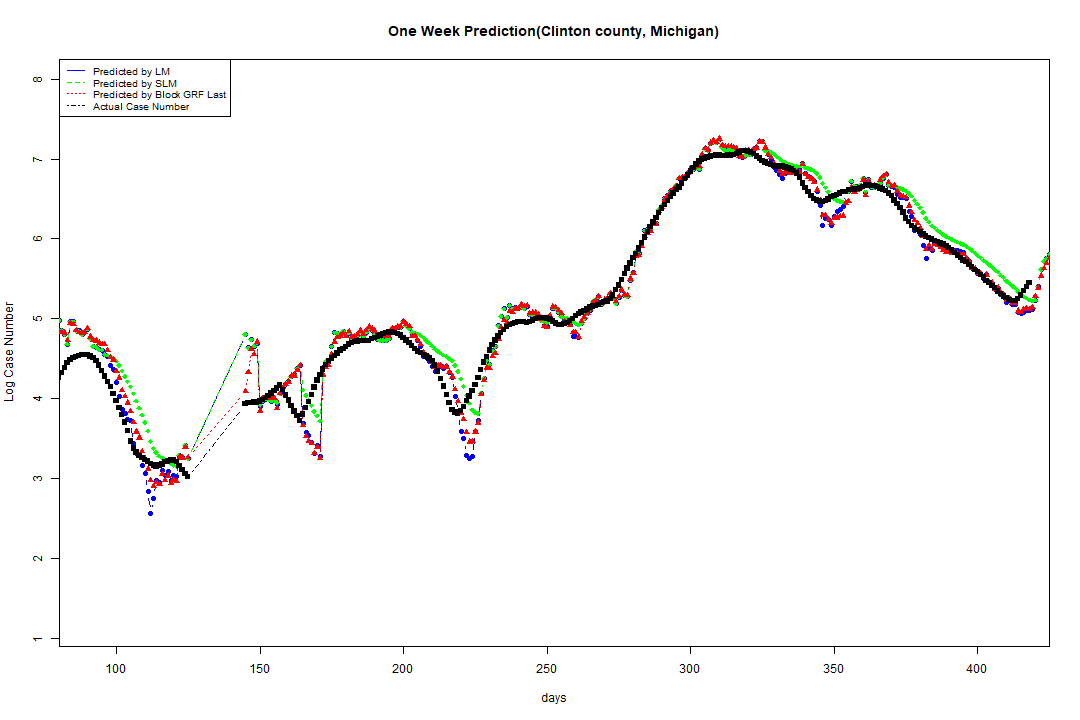 One Week Prediction(Clinton county, Michigan)
Predicted by LM
Predicted by SLM
Predicted by Block GRF Last
Actual Case Number
8
7
6
5
4
3
2
1
Log Case Number
100 150 200 250 300 350 400
days